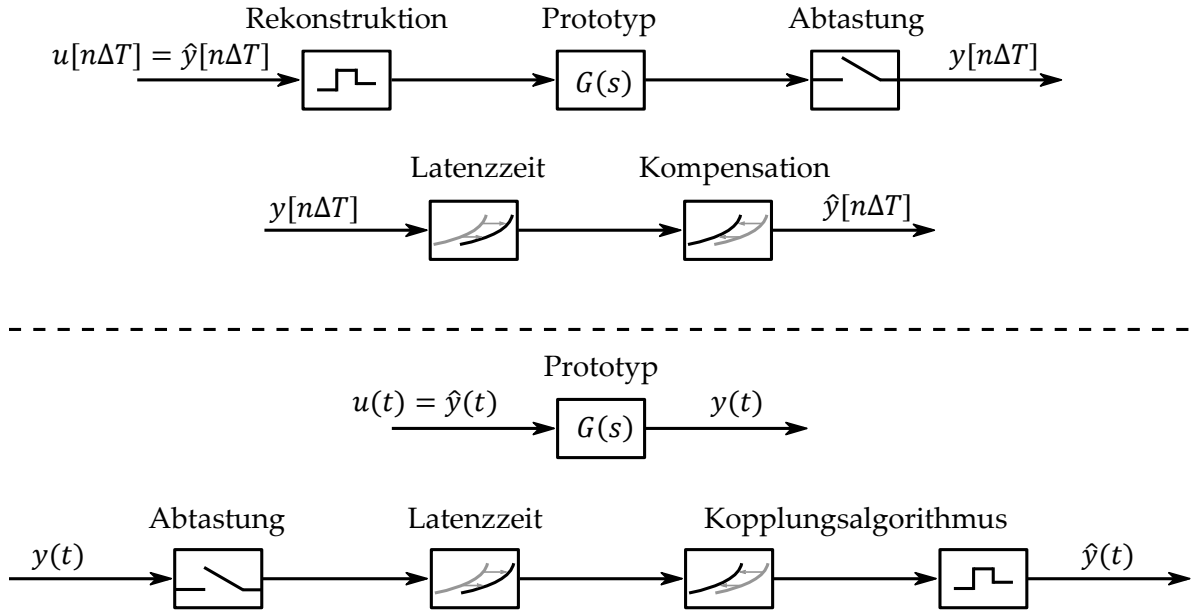 Rekonstruktion Prototyp Abtastung
u[nΔT] = ŷ[nΔT] G(s) y[nΔT]
Latenzzeit Kompensation
y[nΔT] ŷ[nΔT]
Prototyp
u(t) = ŷ(t) G(s) y(t)
Abtastung Latenzzeit Kopplungsalgorithmus
y(t) ŷ(t)